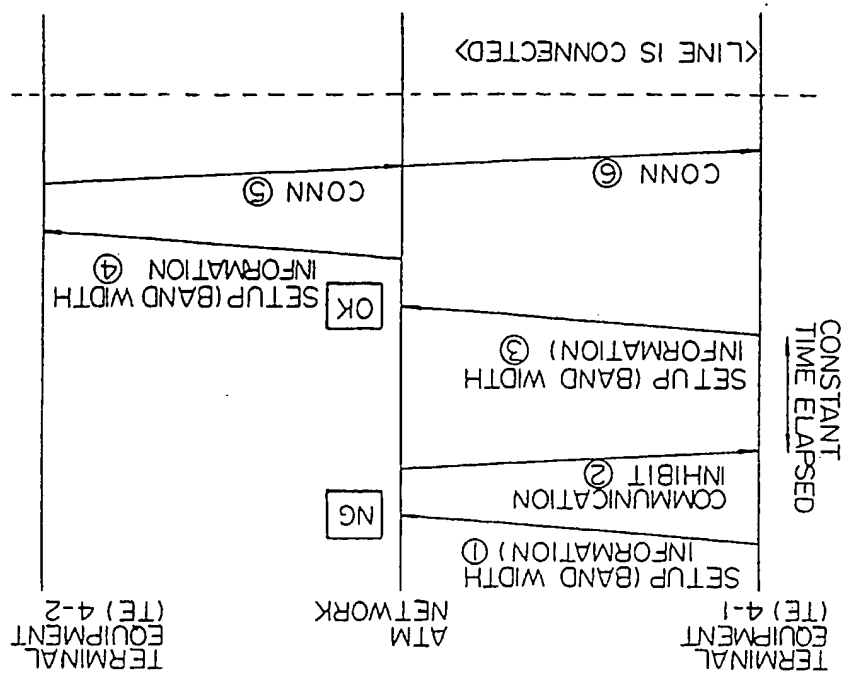 TERMINAL
EQUIPMENT
(TE) 4-1
ATM
NETWORK
TERMINAL
EQUIPMENT
(TE) 4-2
SETUP (BAND WIDTH
INFORMATION) ①
NG
COMMUNICATION
INHIBIT ②
CONSTANT
TIME ELAPSED
SETUP (BAND WIDTH
INFORMATION) ③
OK
SETUP (BAND WIDTH
INFORMATION ④
CONN ⑤
CONN ⑥
<LINE IS CONNECTED>